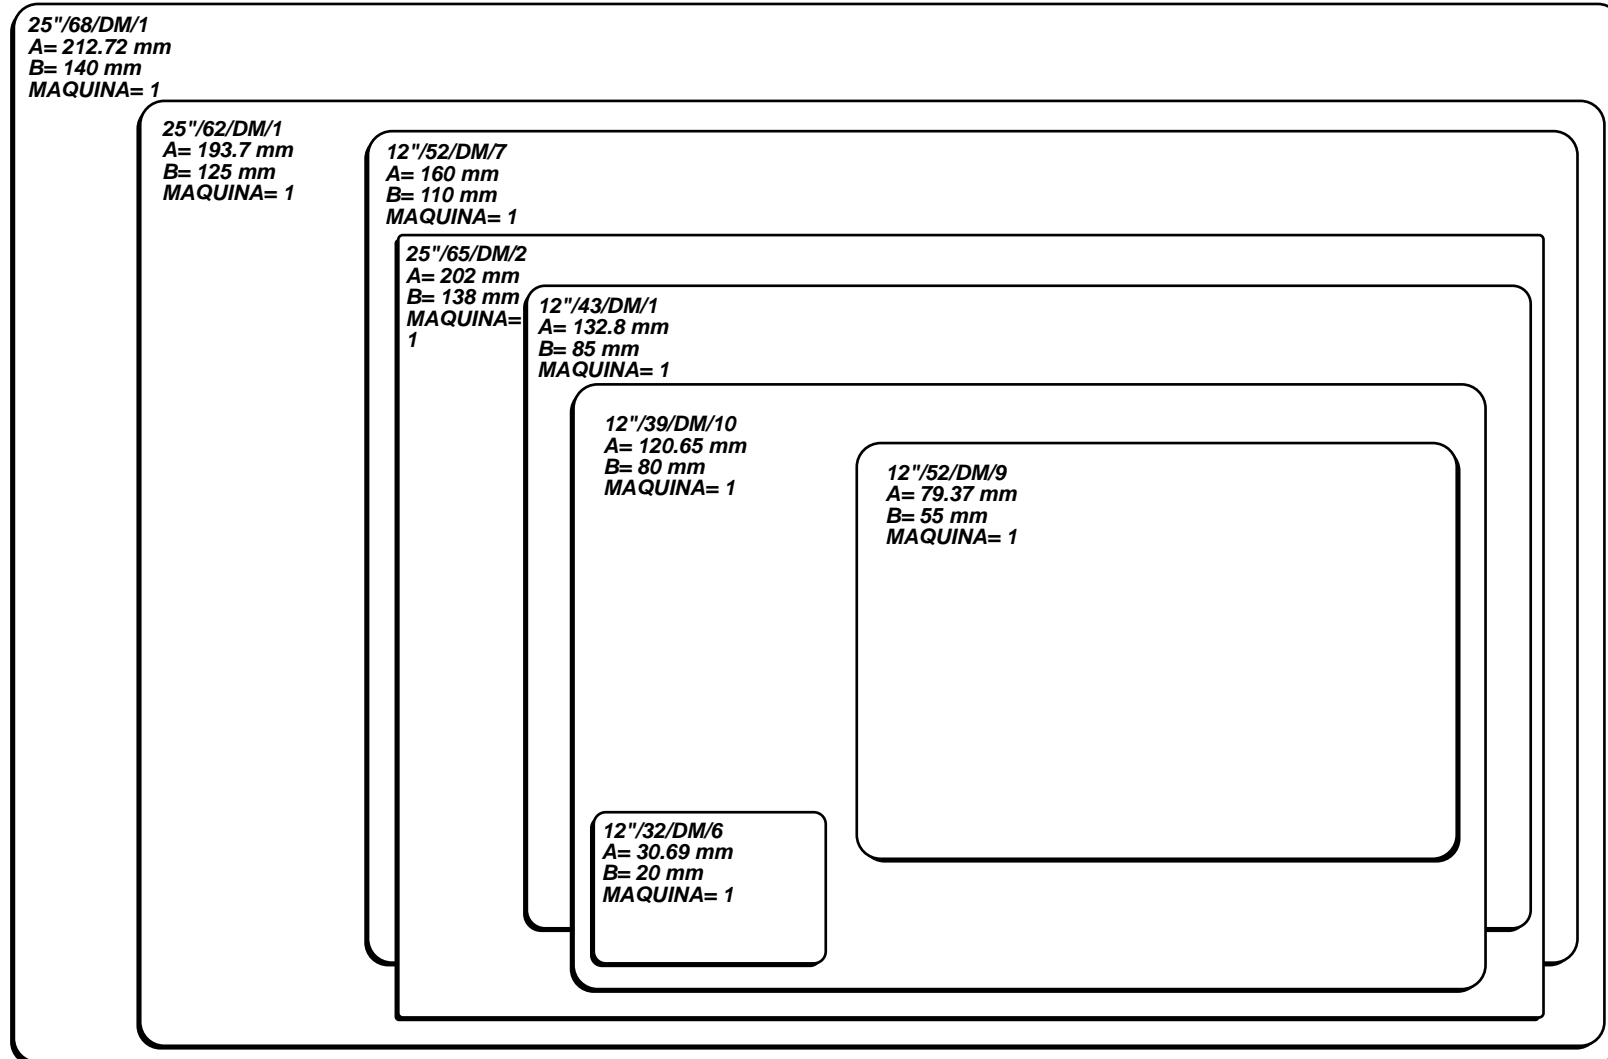 25"/68/DM/1
A= 212.72 mm
B= 140 mm
MAQUINA= 1
25"/62/DM/1
A= 193.7 mm
B= 125 mm
MAQUINA= 1
12"/52/DM/7
A= 160 mm
B= 110 mm
MAQUINA= 1
25"/65/DM/2
A= 202 mm
B= 138 mm
MAQUINA=
1
12"/43/DM/1
A= 132.8 mm
B= 85 mm
MAQUINA= 1
12"/39/DM/10
A= 120.65 mm
B= 80 mm
MAQUINA= 1
12"/52/DM/9
A= 79.37 mm
B= 55 mm
MAQUINA= 1
12"/32/DM/6
A= 30.69 mm
B= 20 mm
MAQUINA= 1